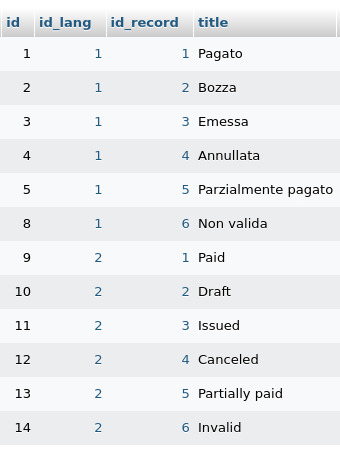 id id_lang id_record title
1 1 1 Pagato
2 1 2 Bozza
3 1 3 Emessa
4 1 4 Annullata
5 1 5 Parzialmente pagato
8 1 6 Non valida
9 2 1 Paid
10 2 2 Draft
11 2 3 Issued
12 2 4 Canceled
13 2 5 Partially paid
14 2 6 Invalid